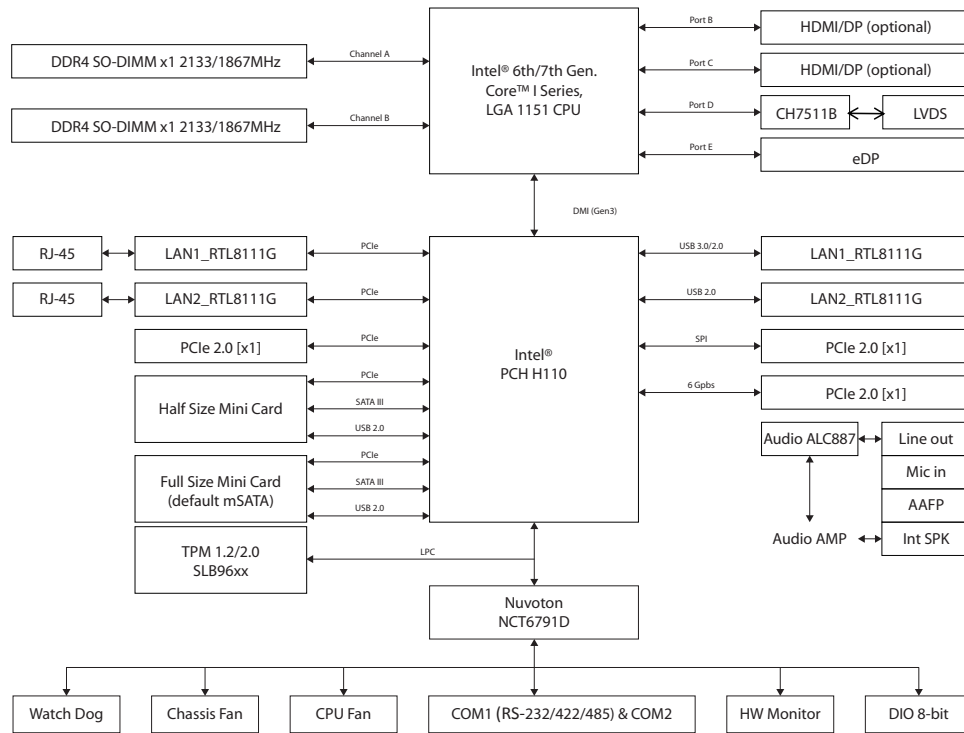 Port B
HDMI/DP (optional)
DDR4 SO-DIMM x1 2133/1867MHz
Channel A
Intel® 6th/7th Gen.
Core™ I Series,
LGA 1151 CPU
Port C
HDMI/DP (optional)
DDR4 SO-DIMM x1 2133/1867MHz
Channel B
Port D
CH7511B
LVDS
Port E
eDP
DMI (Gen3)
RJ-45
LAN1_RTL8111G
PCIe
USB 3.0/2.0
LAN1_RTL8111G
RJ-45
LAN2_RTL8111G
PCIe
USB 2.0
LAN2_RTL8111G
PCIe 2.0 [x1]
PCIe
Intel®
PCH H110
SPI
PCIe 2.0 [x1]
Half Size Mini Card
PCIe
SATA III
USB 2.0
6 Gpbs
PCIe 2.0 [x1]
Full Size Mini Card
(default mSATA)
PCIe
SATA III
USB 2.0
Audio ALC887
Line out
Mic in
AAFP
Audio AMP
Int SPK
TPM 1.2/2.0
SLB96xx
LPC
Nuvoton
NCT6791D
Watch Dog
Chassis Fan
CPU Fan
COM1 (RS-232/422/485) & COM2
HW Monitor
DIO 8-bit